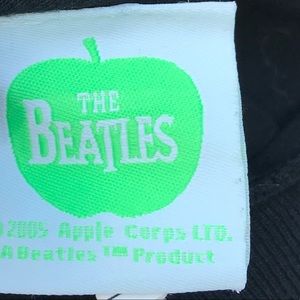 THE
BEATLES
©2005 Apple Corps LTD.
A Beatles™ Product